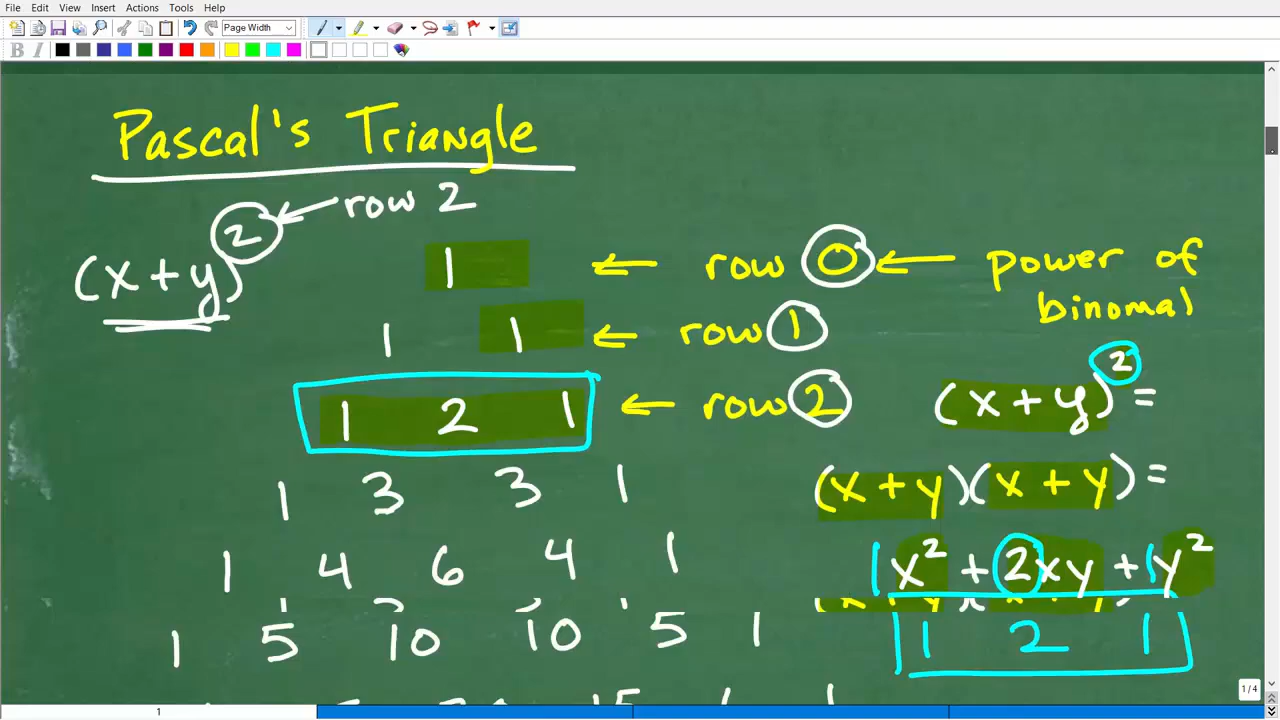 File Edit View Insert Actions Tools Help
Page Width
B I
Pascal's Triangle
(x+y)² ← row 2
1 ← row 0 ← power of binomal
1 1 ← row 1
1 2 1 ← row 2
(x+y)² =
(x+y)(x+y) =
1x² + 2xy + 1y²
1 2 1
1 3 3 1
1 4 6 4 1
1 5 10 10 5 1
1/4
1